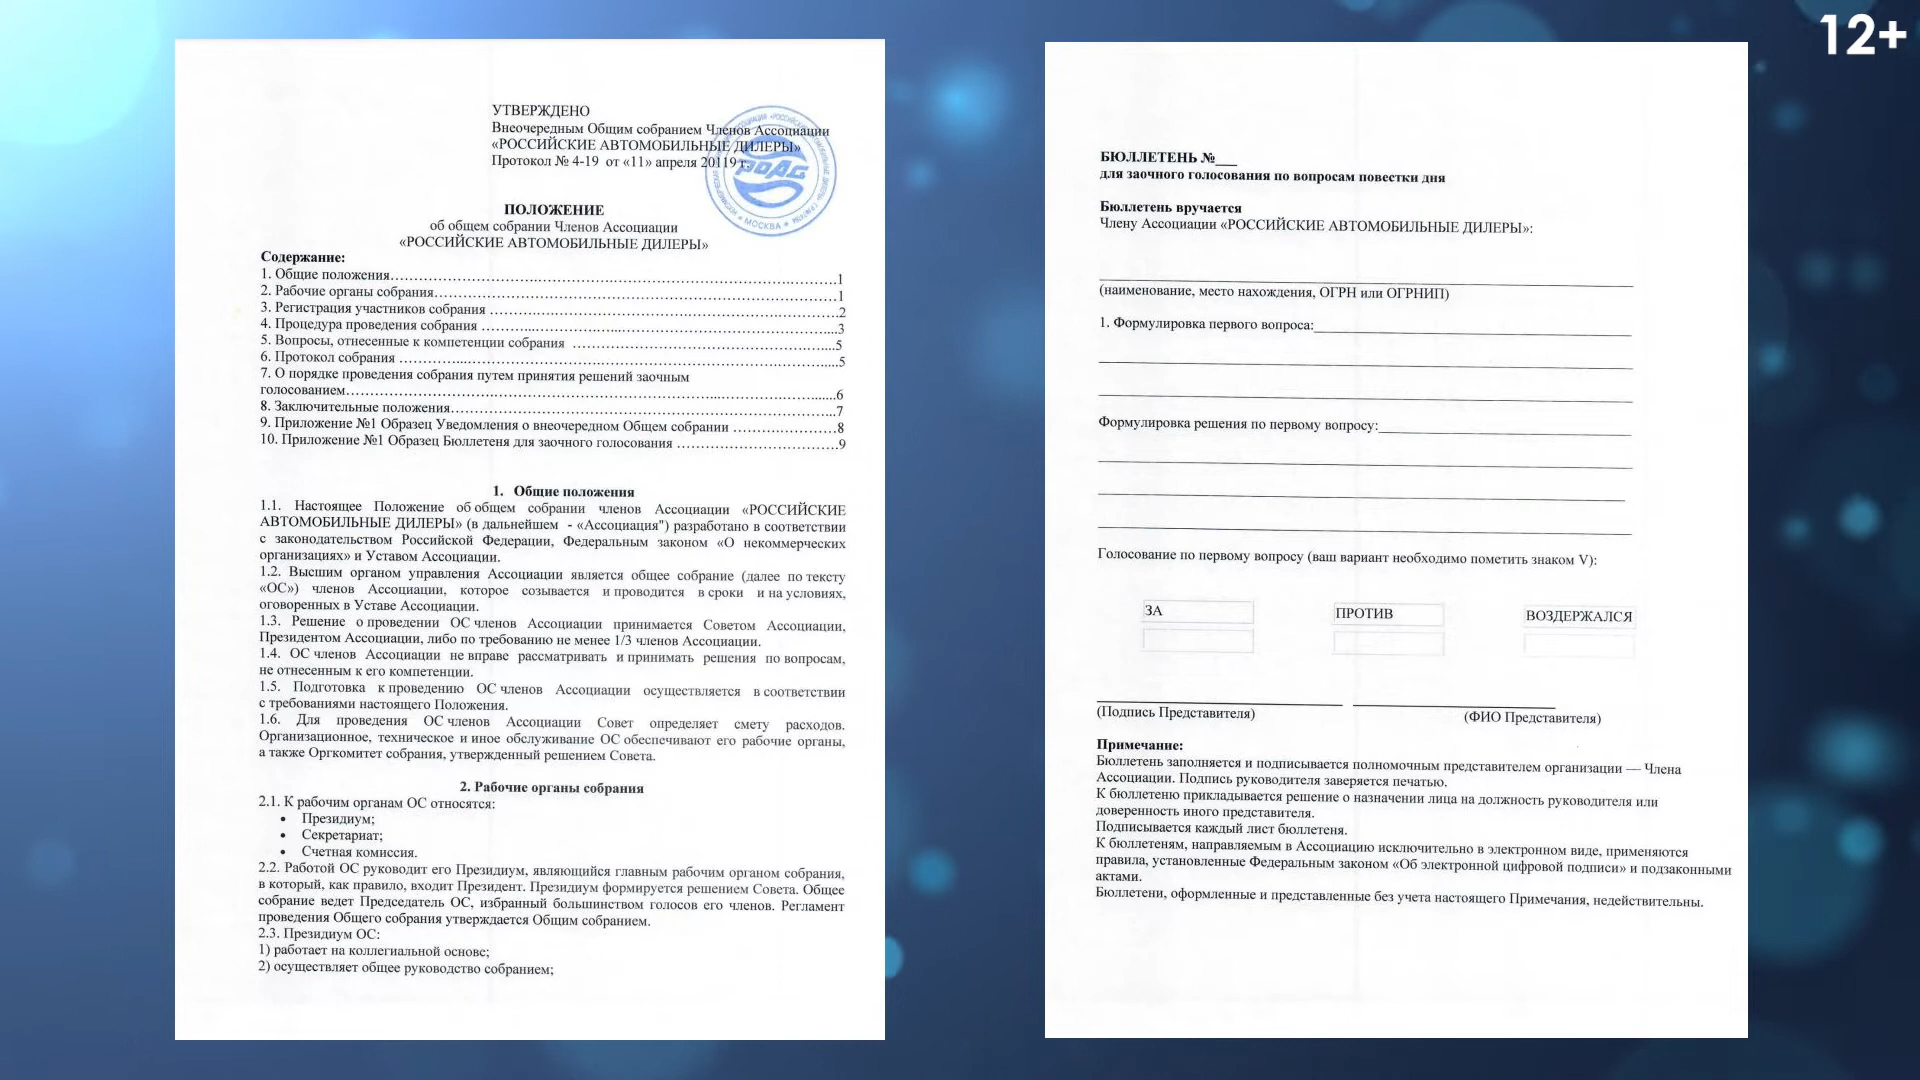 12+
УТВЕРЖДЕНО
Внеочередным Общим собранием Членов Ассоциации
«РОССИЙСКИЕ АВТОМОБИЛЬНЫЕ ДИЛЕРЫ»
Протокол № 4-19 от «11» апреля 20119 г.
МОСКВА
ПОЛОЖЕНИЕ
об общем собрании Членов Ассоциации
«РОССИЙСКИЕ АВТОМОБИЛЬНЫЕ ДИЛЕРЫ»
Содержание:
1. Общие положения…………………………………………………………1
2. Рабочие органы собрания…………………………………………………1
3. Регистрация участников собрания …………………………………………2
4. Процедура проведения собрания …………………………………………3
5. Вопросы, отнесенные к компетенции собрания ……………………………5
6. Протокол собрания ………………………………………………………5
7. О порядке проведения собрания путем принятия решений заочным
голосованием………………………………………………………………6
8. Заключительные положения………………………………………………7
9. Приложение №1 Образец Уведомления о внеочередном Общем собрании ……………8
10. Приложение №1 Образец Бюллетеня для заочного голосования ……………………9
1. Общие положения
1.1. Настоящее Положение об общем собрании членов Ассоциации «РОССИЙСКИЕ
АВТОМОБИЛЬНЫЕ ДИЛЕРЫ» (в дальнейшем - «Ассоциация") разработано в соответствии
с законодательством Российской Федерации, Федеральным законом «О некоммерческих
организациях» и Уставом Ассоциации.
1.2. Высшим органом управления Ассоциации является общее собрание (далее по тексту
«ОС») членов Ассоциации, которое созывается и проводится в сроки и на условиях,
оговоренных в Уставе Ассоциации.
1.3. Решение о проведении ОС членов Ассоциации принимается Советом Ассоциации,
Президентом Ассоциации, либо по требованию не менее 1/3 членов Ассоциации.
1.4. ОС членов Ассоциации не вправе рассматривать и принимать решения по вопросам,
не отнесенным к его компетенции.
1.5. Подготовка к проведению ОС членов Ассоциации осуществляется в соответствии
с требованиями настоящего Положения.
1.6. Для проведения ОС членов Ассоциации Совет определяет смету расходов.
Организационное, техническое и иное обслуживание ОС обеспечивают его рабочие органы,
а также Оргкомитет собрания, утвержденный решением Совета.
2. Рабочие органы собрания
2.1. К рабочим органам ОС относятся:
• Президиум;
• Секретариат;
• Счетная комиссия.
2.2. Работой ОС руководит его Президиум, являющийся главным рабочим органом собрания,
в который, как правило, входит Президент. Президиум формируется решением Совета. Общее
собрание ведет Председатель ОС, избранный большинством голосов его членов. Регламент
проведения Общего собрания утверждается Общим собранием.
2.3. Президиум ОС:
1) работает на коллегиальной основе;
2) осуществляет общее руководство собранием;
БЮЛЛЕТЕНЬ №___
для заочного голосования по вопросам повестки дня
Бюллетень вручается
Члену Ассоциации «РОССИЙСКИЕ АВТОМОБИЛЬНЫЕ ДИЛЕРЫ»:
(наименование, место нахождения, ОГРН или ОГРНИП)
1. Формулировка первого вопроса:
Формулировка решения по первому вопросу:
Голосование по первому вопросу (ваш вариант необходимо пометить знаком V):
ЗА ПРОТИВ ВОЗДЕРЖАЛСЯ
(Подпись Представителя) (ФИО Представителя)
Примечание:
Бюллетень заполняется и подписывается полномочным представителем организации — Члена
Ассоциации. Подпись руководителя заверяется печатью.
К бюллетеню прикладывается решение о назначении лица на должность руководителя или
доверенность иного представителя.
Подписывается каждый лист бюллетеня.
К бюллетеням, направляемым в Ассоциацию исключительно в электронном виде, применяются
правила, установленные Федеральным законом «Об электронной цифровой подписи» и подзаконными
актами.
Бюллетени, оформленные и представленные без учета настоящего Примечания, недействительны.